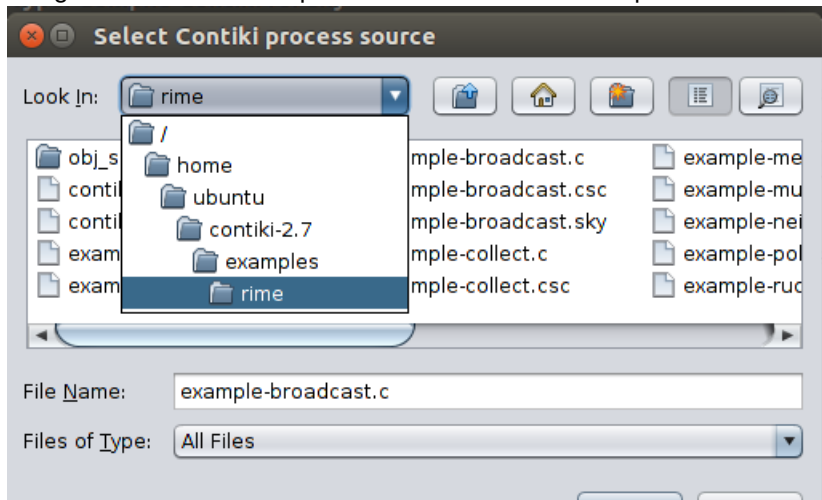 Select Contiki process source
Look In: rime
/
home
ubuntu
contiki-2.7
examples
rime
obj_s
contil
contil
exam
exam
mple-broadcast.c
mple-broadcast.csc
mple-broadcast.sky
mple-collect.c
mple-collect.csc
example-me
example-mu
example-nei
example-pol
example-ruc
File Name: example-broadcast.c
Files of Type: All Files